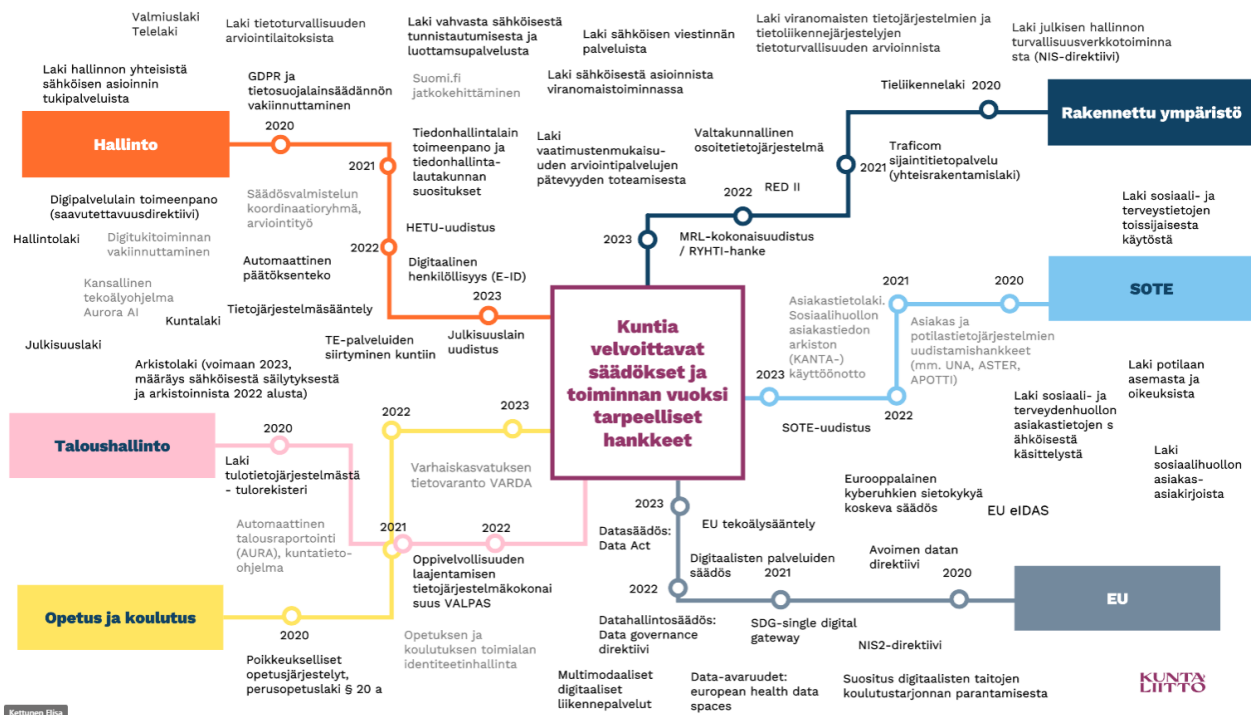 Valmiuslaki
Telelaki
Laki tietoturvallisuuden
arviointilaitoksista
Laki vahvasta sähköisestä
tunnistautumisesta ja
luottamsupalvelusta
Laki sähköisen viestinnän
palveluista
Laki viranomaisten tietojärjestelmien ja
tietoliikennejärjestelyjen
tietoturvallisuuden arvioinnista
Laki julkisen hallinnon
turvallisuusverkkotoiminna
sta (NIS-direktiivi)
Laki hallinnon yhteisistä
sähköisen asioinnin
tukipalveluista
GDPR ja
tietosuojalainsäädännön
vakiinnuttaminen
Suomi.fi
jatkokehittäminen
Laki sähköisestä asioinnista
viranomaistoiminnassa
Tieliikennelaki
2020
Hallinto
2020
2021
Tiedonhallintalain
toimeenpano ja
tiedonhallinta-
lautakunnan
suositukset
Laki
vaatimustenmukaisu-
uuden arviointipalvelujen
pätevyyden toteamisesta
Valtakunnallinen
osoitetietojärjestelmä
Rakennettu ympäristö
2021
Traficom
sijaintitietopalvelu
(yhteisrakentamislaki)
RED II
2022
2023
MRL-kokonaisuudistus
/ RYHTI-hanke
Digipalvelulain toimeenpano
(saavutettavuusdirektiivi)
Säädösvalmistelun
koordinaatioryhmä,
arviointityö
HETU-uudistus
Laki sosiaali- ja
terveystietojen
toissijaisesta
käytöstä
Hallintolaki
Digitukitoiminnan
vakiinnuttaminen
2022
Automaattinen
päätöksenteko
Digitaalinen
henkilöllisyys (E-ID)
Kansallinen
tekoälyohjelma
Aurora AI
Kuntalaki
Tietojärjestelmäsääntely
2023
Julkisuuslain
uudistus
TE-palveluiden
siirtyminen kuntiin
Julkisuuslaki
Arkistolaki (voimaan 2023,
määräys sähköisestä säilytyksestä
ja arkistoinnista 2022 alusta)
Kuntia
velvoittavat
säädökset ja
toiminnan vuoksi
tarpeelliset
hankkeet
Asiakastietolaki.
Sosiaalihuollon
asiakastiedon
arkiston
(KANTA-)
käyttöönotto
2021
2020
SOTE
Asiakas ja
potilastietojärjestelmien
uudistamishankkeet
(mm. UNA, ASTER,
APOTTI)
2023
2022
SOTE-uudistus
Laki potilaan
asemasta ja
oikeuksista
Laki sosiaali- ja
terveydenhuollon
asiakastietojen s
ähköisestä
käsittelystä
Laki
sosiaalihuollon
asiakas-
asiakirjoista
Taloushallinto
2020
Laki
tulotietojärjestelmästä
- tulorekisteri
2022
2023
Varhaiskasvatuksen
tietovaranto VARDA
Automaattinen
talousraportointi
(AURA), kuntatieto-
ohjelma
2021
2022
Oppivelvollisuuden
laajentamisen
tietojärjestelmäkokonai
suus VALPAS
Opetus ja koulutus
2020
Poikkeukselliset
opetusjärjestelyt,
perusopetuslaki § 20 a
Opetuksen ja
koulutuksen toimialan
identiteetinhallinta
2023
Datasäädös:
Data Act
EU tekoälysääntely
Eurooppalainen
kyberuhkien sietokykyä
koskeva säädös
EU eIDAS
Digitaalisten palveluiden
säädös
2022
2021
Avoimen datan
direktiivi
2020
EU
Datahallintosäädös:
Data governance
direktiivi
SDG-single digital
gateway
NIS2-direktiivi
Multimodaaliset
digitaaliset
liikennepalvelut
Data-avaruudet:
european health data
spaces
Suositus digitaalisten taitojen
koulutustarjonnan parantamisesta
KUNTA
LIITTO
Kettunen Elisa